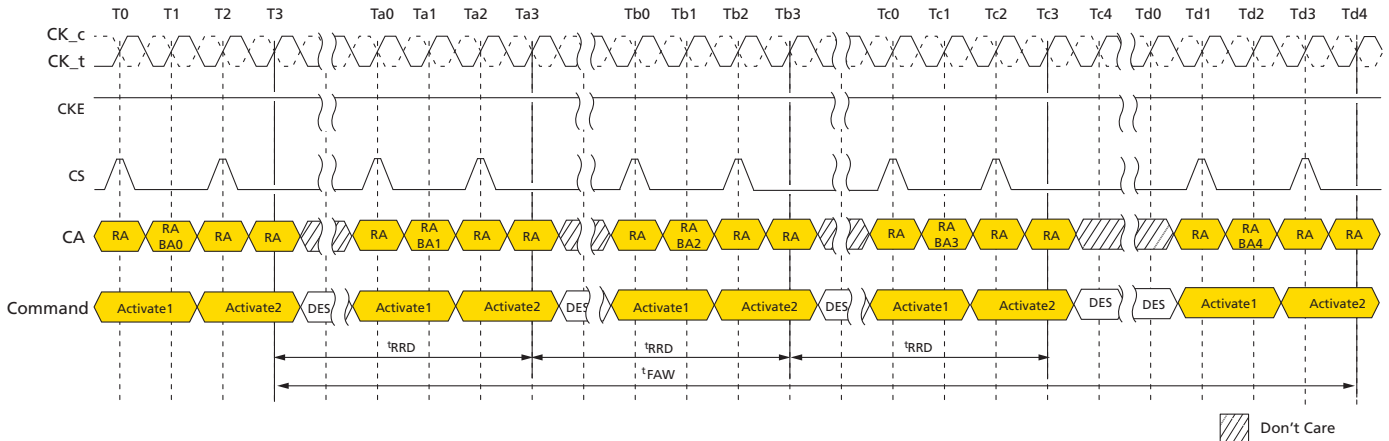 T0 T1 T2 T3 Ta0 Ta1 Ta2 Ta3 Tb0 Tb1 Tb2 Tb3 Tc0 Tc1 Tc2 Tc3 Tc4 Td0 Td1 Td2 Td3 Td4
CK_c
CK_t
CKE
CS
CA RA RA BA0 RA RA RA RA BA1 RA RA RA RA BA2 RA RA RA RA BA3 RA RA RA RA BA4 RA RA
Command Activate1 Activate2 DES Activate1 Activate2 DES Activate1 Activate2 DES Activate1 Activate2 DES DES Activate1 Activate2
tRRD tRRD tRRD
tFAW
Don't Care